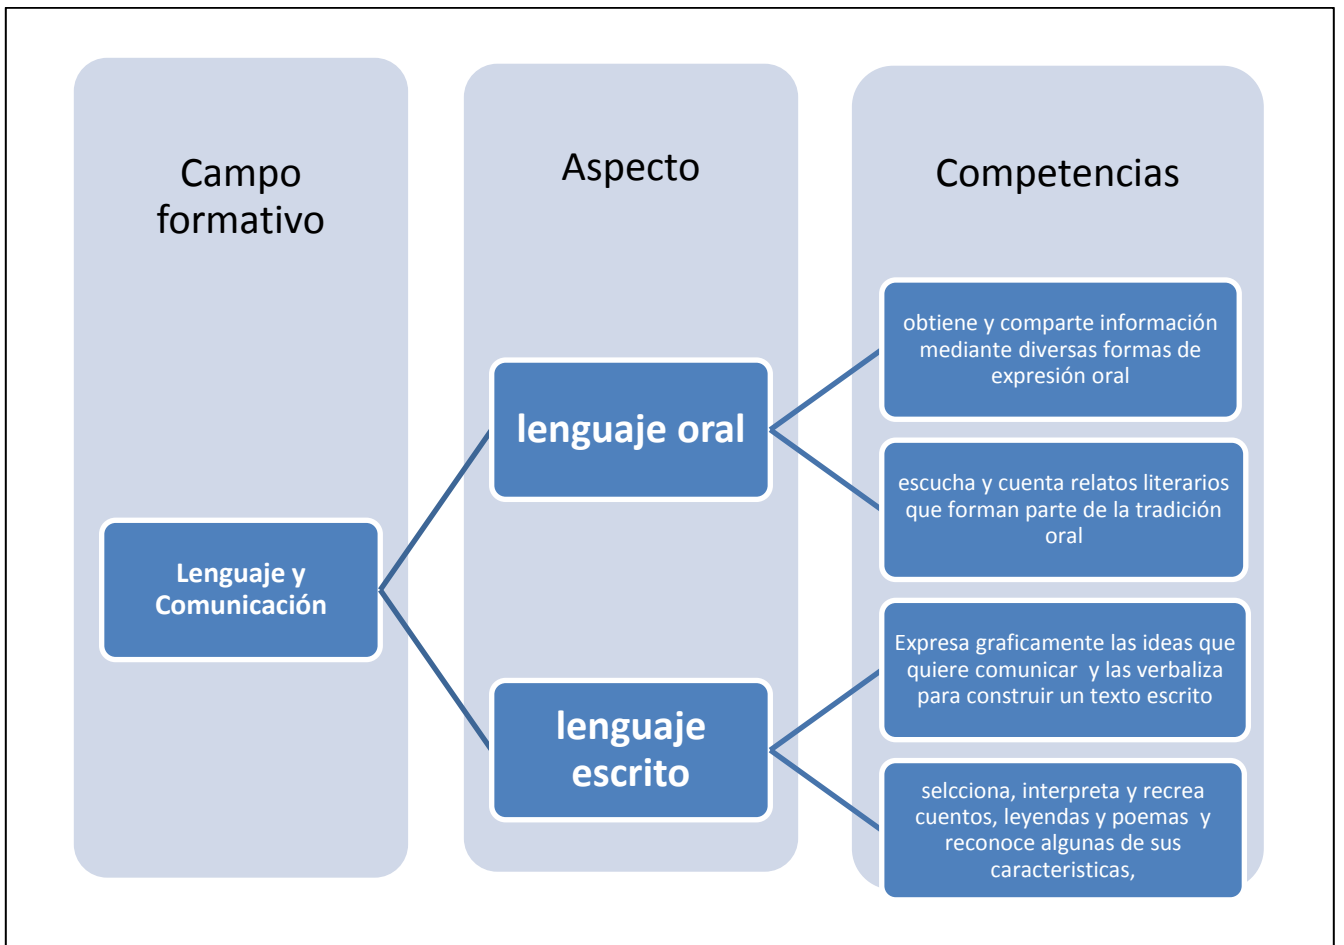 Campo
formativo
Aspecto
Competencias
Lenguaje y
Comunicación
lenguaje oral
obtiene y comparte información
mediante diversas formas de
expresión oral
escucha y cuenta relatos literarios
que forman parte de la tradición
oral
lenguaje
escrito
Expresa graficamente las ideas que
quiere comunicar  y las verbaliza
para construir un texto escrito
selcciona, interpreta y recrea
cuentos, leyendas y poemas  y
reconoce algunas de sus
caracteristicas,